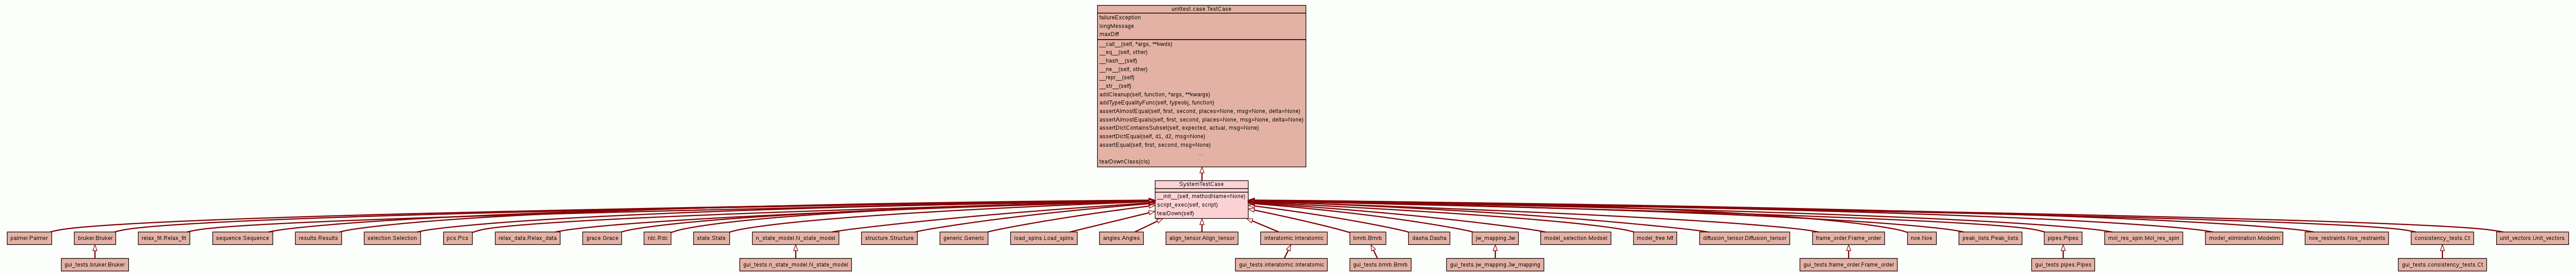 unittest.case.TestCase
failureException
longMessage
maxDiff
__call__(self, *args, **kwds)
__eq__(self, other)
__hash__(self)
__ne__(self, other)
__repr__(self)
__str__(self)
addCleanup(self, function, *args, **kwargs)
addTypeEqualityFunc(self, typeobj, function)
assertAlmostEqual(self, first, second, places=None, msg=None, delta=None)
assertAlmostEquals(self, first, second, places=None, msg=None, delta=None)
assertDictContainsSubset(self, expected, actual, msg=None)
assertDictEqual(self, d1, d2, msg=None)
assertEqual(self, first, second, msg=None)
...
tearDownClass(cls)
SystemTestCase
__init__(self, methodName=None)
script_exec(self, script)
tearDown(self)
palmer.Palmer
bruker.Bruker
relax_fit.Relax_fit
sequence.Sequence
results.Results
selection.Selection
pcs.Pcs
relax_data.Relax_data
grace.Grace
rdc.Rdc
state.State
n_state_model.N_state_model
structure.Structure
generic.Generic
load_spins.Load_spins
angles.Angles
align_tensor.Align_tensor
interatomic.Interatomic
bmrb.Bmrb
dasha.Dasha
jw_mapping.Jw
model_selection.Modsel
model_free.Mf
diffusion_tensor.Diffusion_tensor
frame_order.Frame_order
noe.Noe
peak_lists.Peak_lists
pipes.Pipes
mol_res_spin.Mol_res_spin
model_elimination.Modelim
noe_restraints.Noe_restraints
consistency_tests.Ct
unit_vectors.Unit_vectors
gui_tests.bruker.Bruker
gui_tests.n_state_model.N_state_model
gui_tests.interatomic.Interatomic
gui_tests.bmrb.Bmrb
gui_tests.jw_mapping.Jw_mapping
gui_tests.frame_order.Frame_order
gui_tests.pipes.Pipes
gui_tests.consistency_tests.Ct